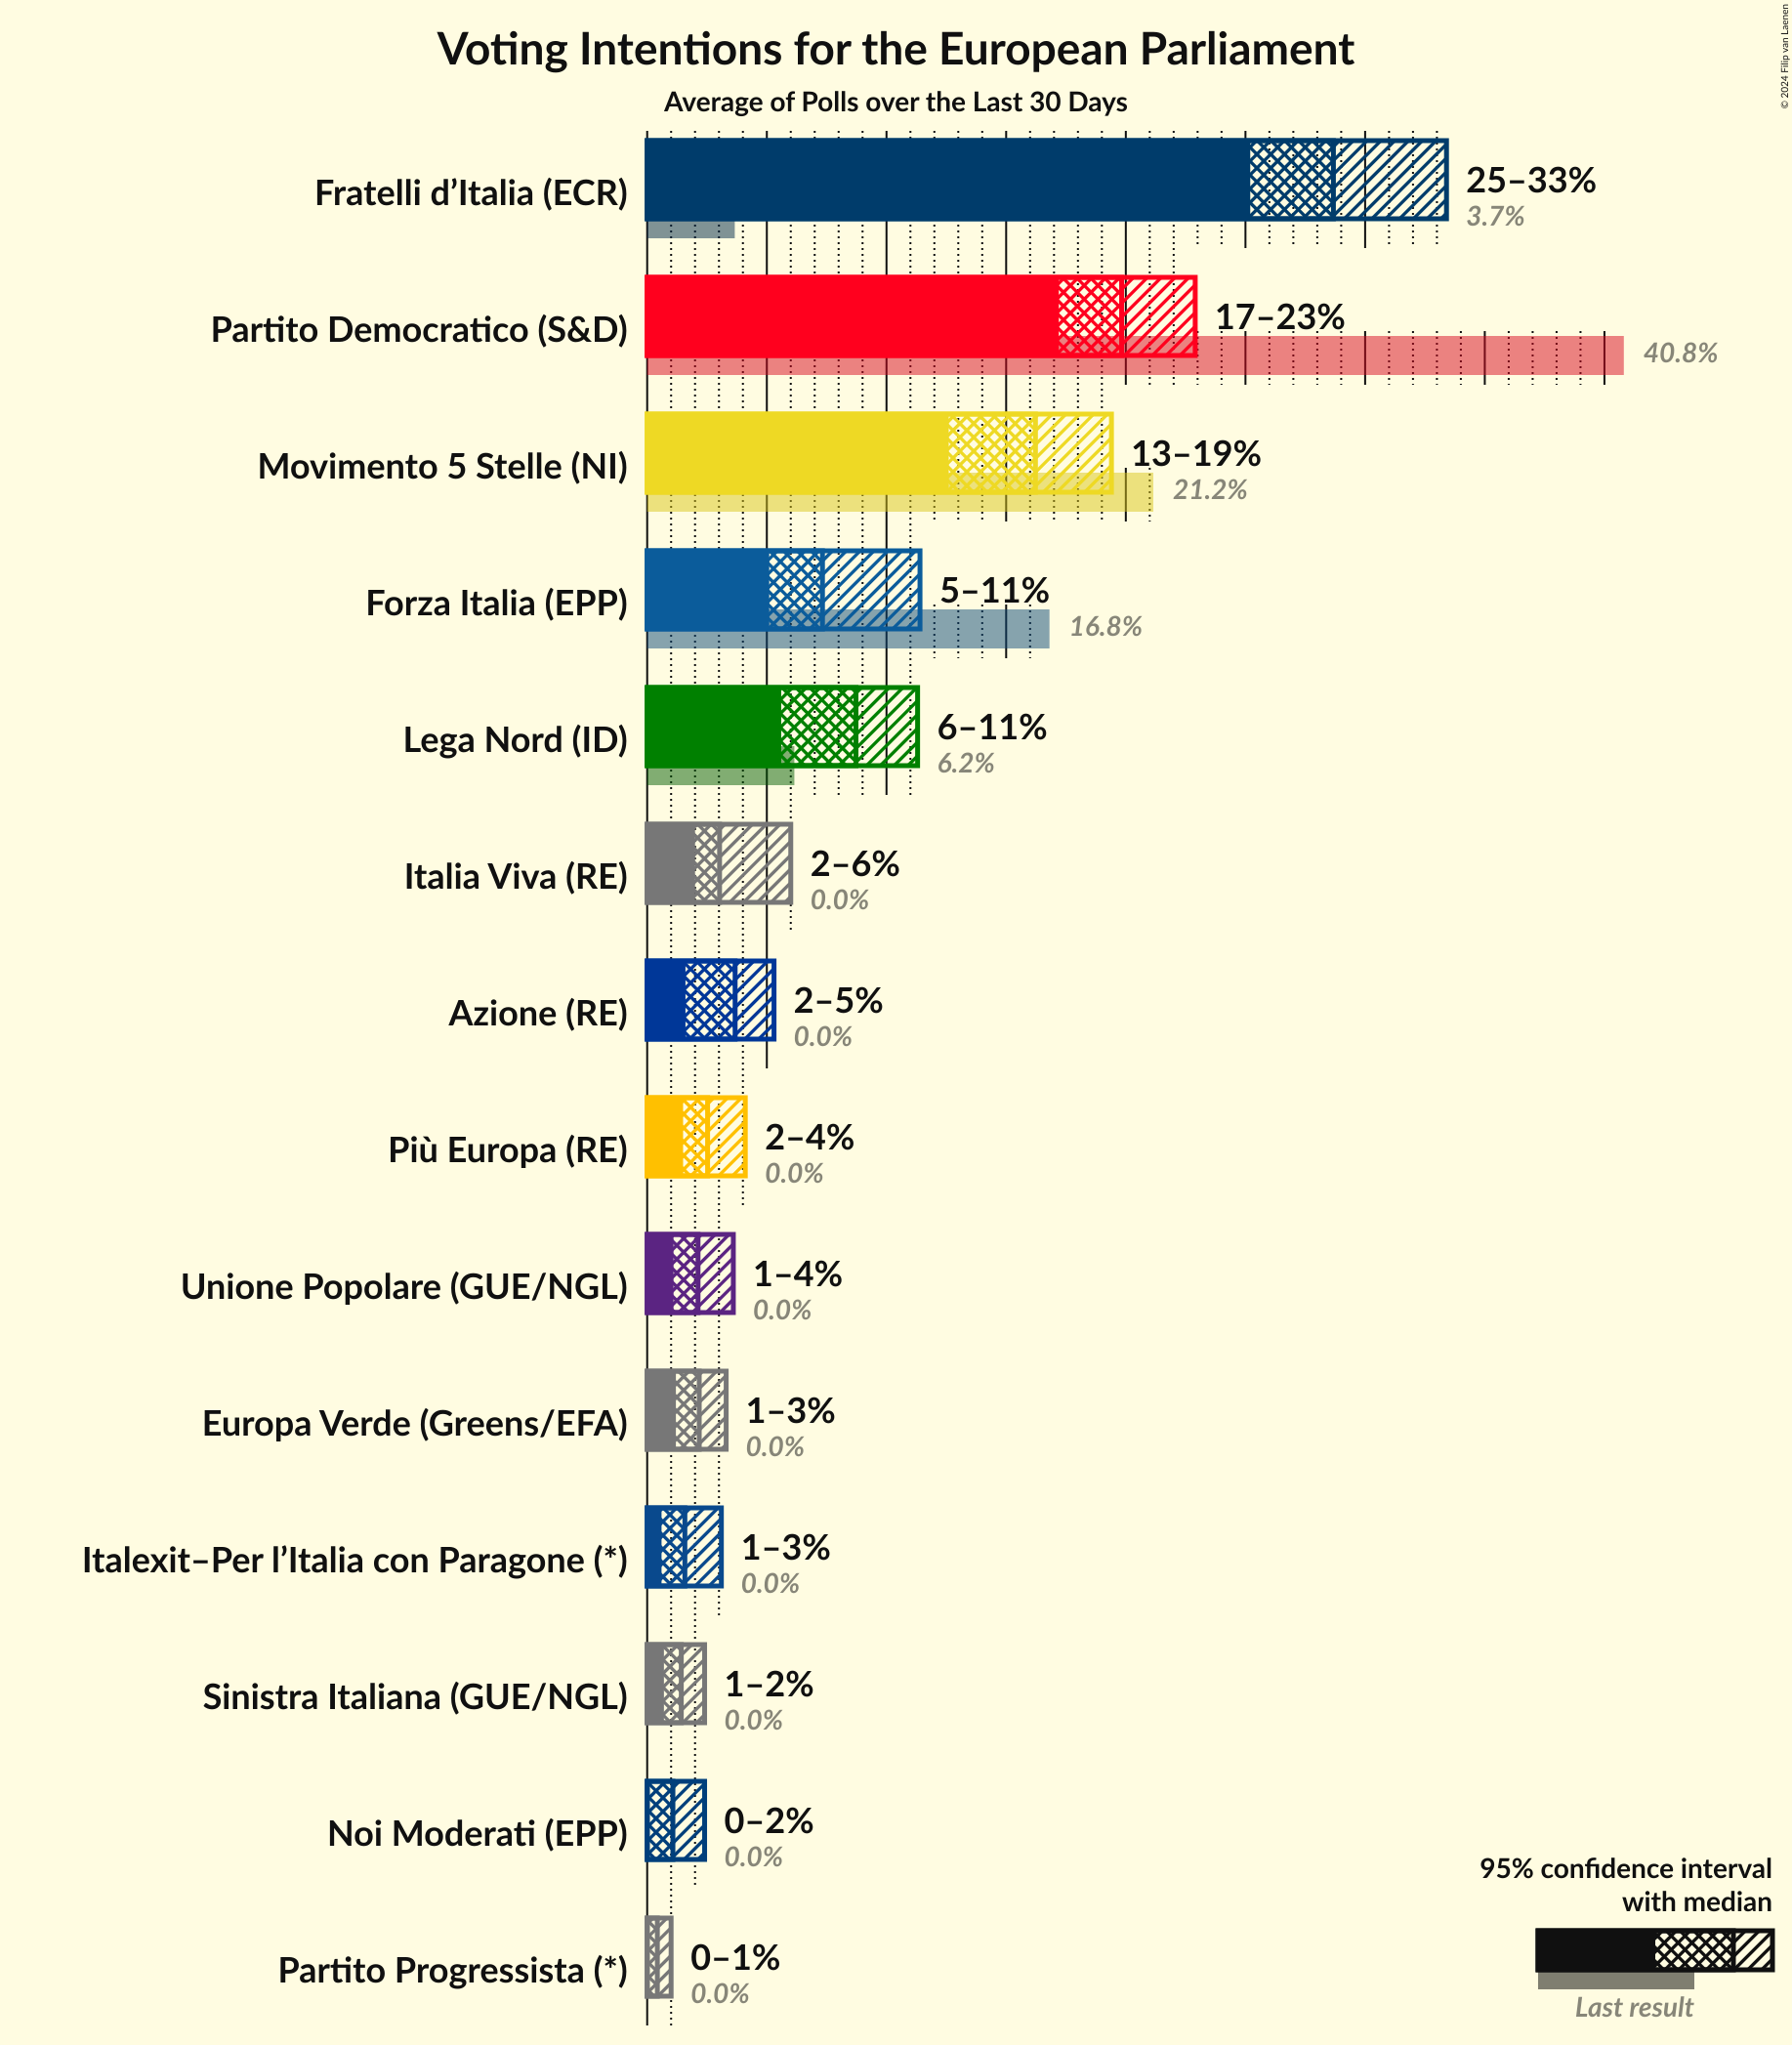 Voting Intentions for the European Parliament
Average of Polls over the Last 30 Days
© 2024 Filip van Laenen
Fratelli d’Italia (ECR)
25–33%
3.7%
Partito Democratico (S&D)
17–23%
40.8%
Movimento 5 Stelle (NI)
13–19%
21.2%
Forza Italia (EPP)
5–11%
16.8%
Lega Nord (ID)
6–11%
6.2%
Italia Viva (RE)
2–6%
0.0%
Azione (RE)
2–5%
0.0%
Più Europa (RE)
2–4%
0.0%
Unione Popolare (GUE/NGL)
1–4%
0.0%
Europa Verde (Greens/EFA)
1–3%
0.0%
Italexit–Per l’Italia con Paragone (*)
1–3%
0.0%
Sinistra Italiana (GUE/NGL)
1–2%
0.0%
Noi Moderati (EPP)
0–2%
0.0%
Partito Progressista (*)
0–1%
0.0%
95% confidence interval
with median
Last result